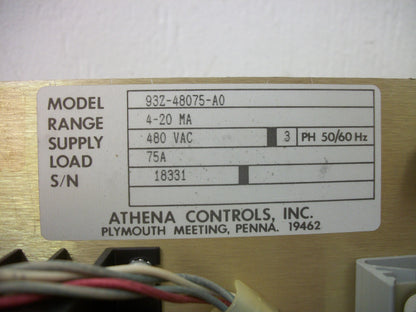 MODEL 93Z-48075-A0
RANGE 4-20 MA
SUPPLY 480 VAC 3 PH 50/60 Hz
LOAD 75A
S/N 18331
ATHENA CONTROLS, INC.
PLYMOUTH MEETING, PENNA. 19462